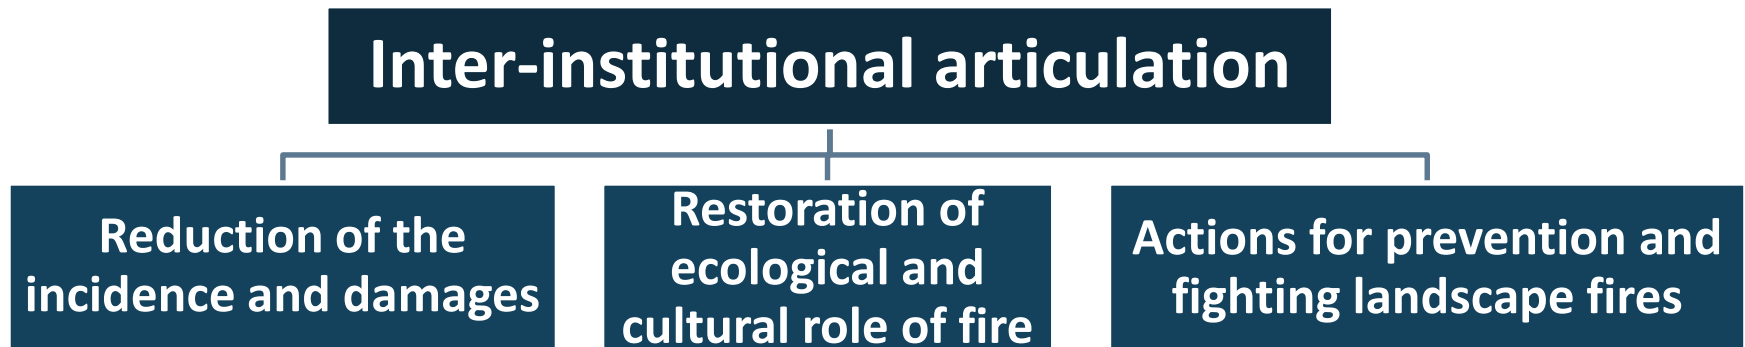 Inter-institutional articulation
Reduction of the
incidence and damages
Restoration of
ecological and
cultural role of fire
Actions for prevention and
fighting landscape fires